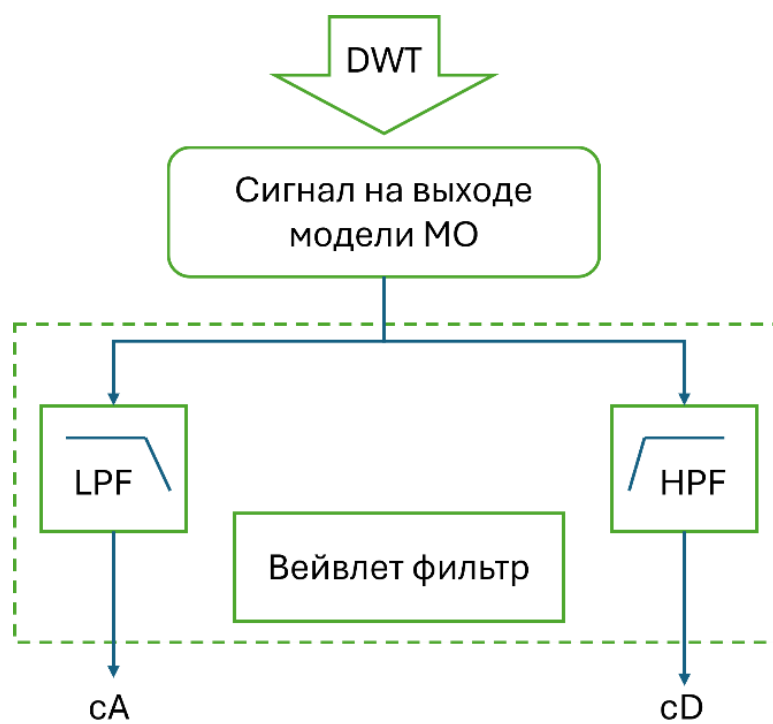 DWT
Сигнал на выходе
модели МО
LPF
HPF
Вейвлет фильтр
cA
cD